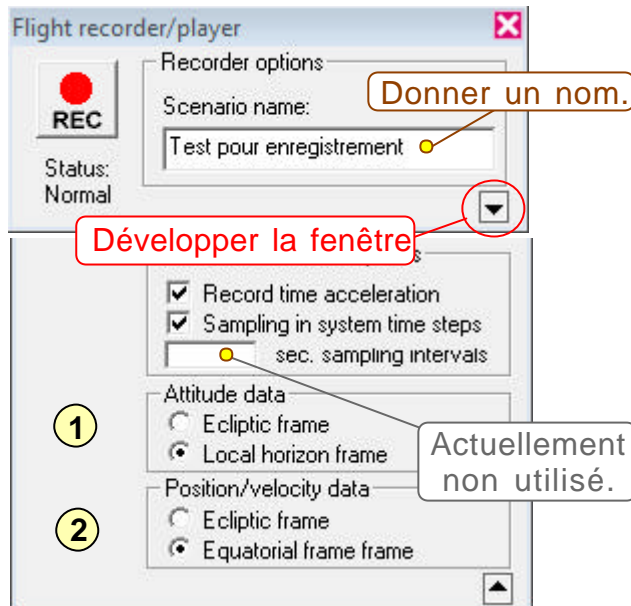 Flight recorder/player
Recorder options
REC
Scenario name:
Donner un nom.
Test pour enregistrement
Status:
Normal
Développer la fenêtre
Record time acceleration
Sampling in system time steps
sec. sampling intervals
Attitude data
1
Ecliptic frame
Local horizon frame
Actuellement
non utilisé.
Position/velocity data
2
Ecliptic frame
Equatorial frame frame